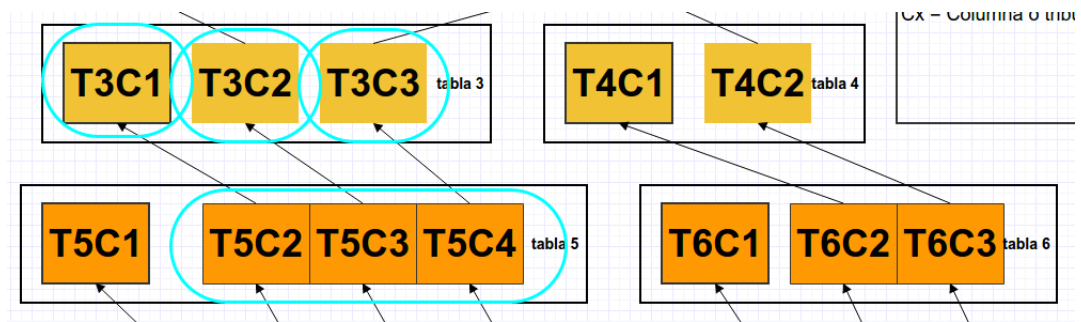 Cx = Columna o tribu
T3C1 T3C2 T3C3 tabla 3
T4C1 T4C2 tabla 4
T5C1 T5C2 T5C3 T5C4 tabla 5
T6C1 T6C2 T6C3 tabla 6